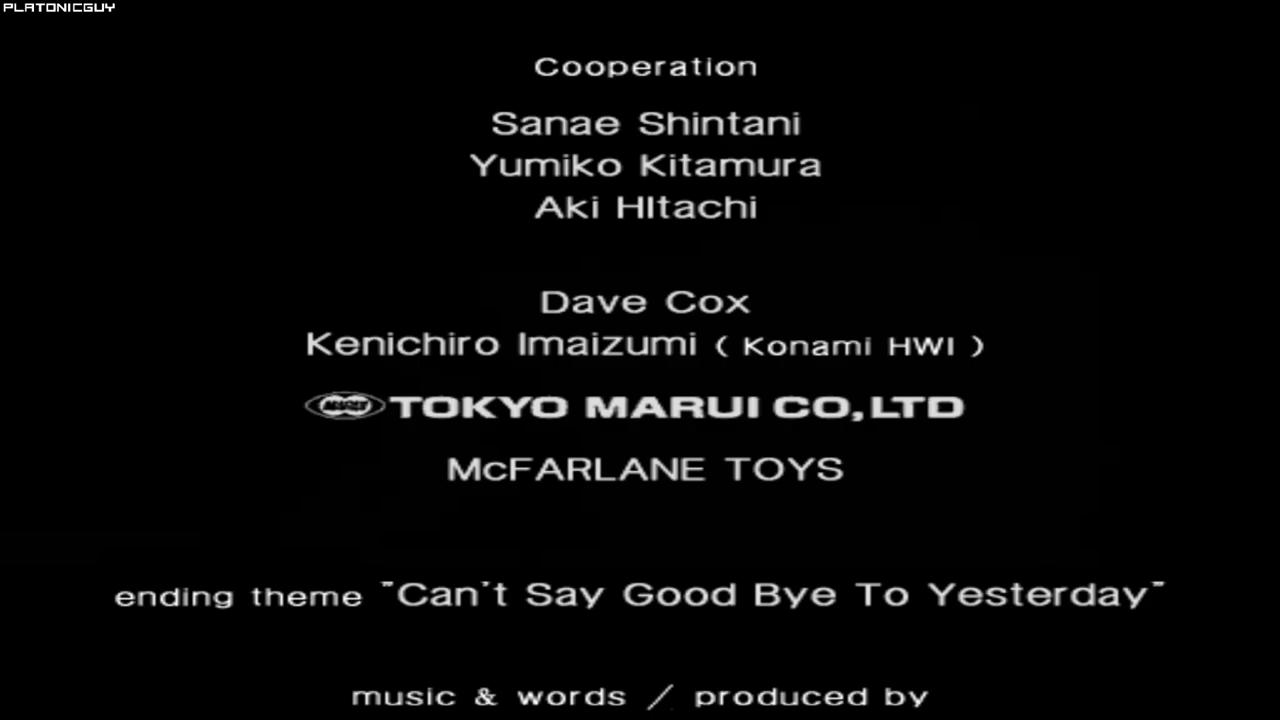 PLATONICGUY
Cooperation
Sanae Shintani
Yumiko Kitamura
Aki HItachi
Dave Cox
Kenichiro Imaizumi ( Konami HWI )
TOKYO MARUI CO,LTD
McFARLANE TOYS
ending theme "Can't Say Good Bye To Yesterday"
music & words / produced by